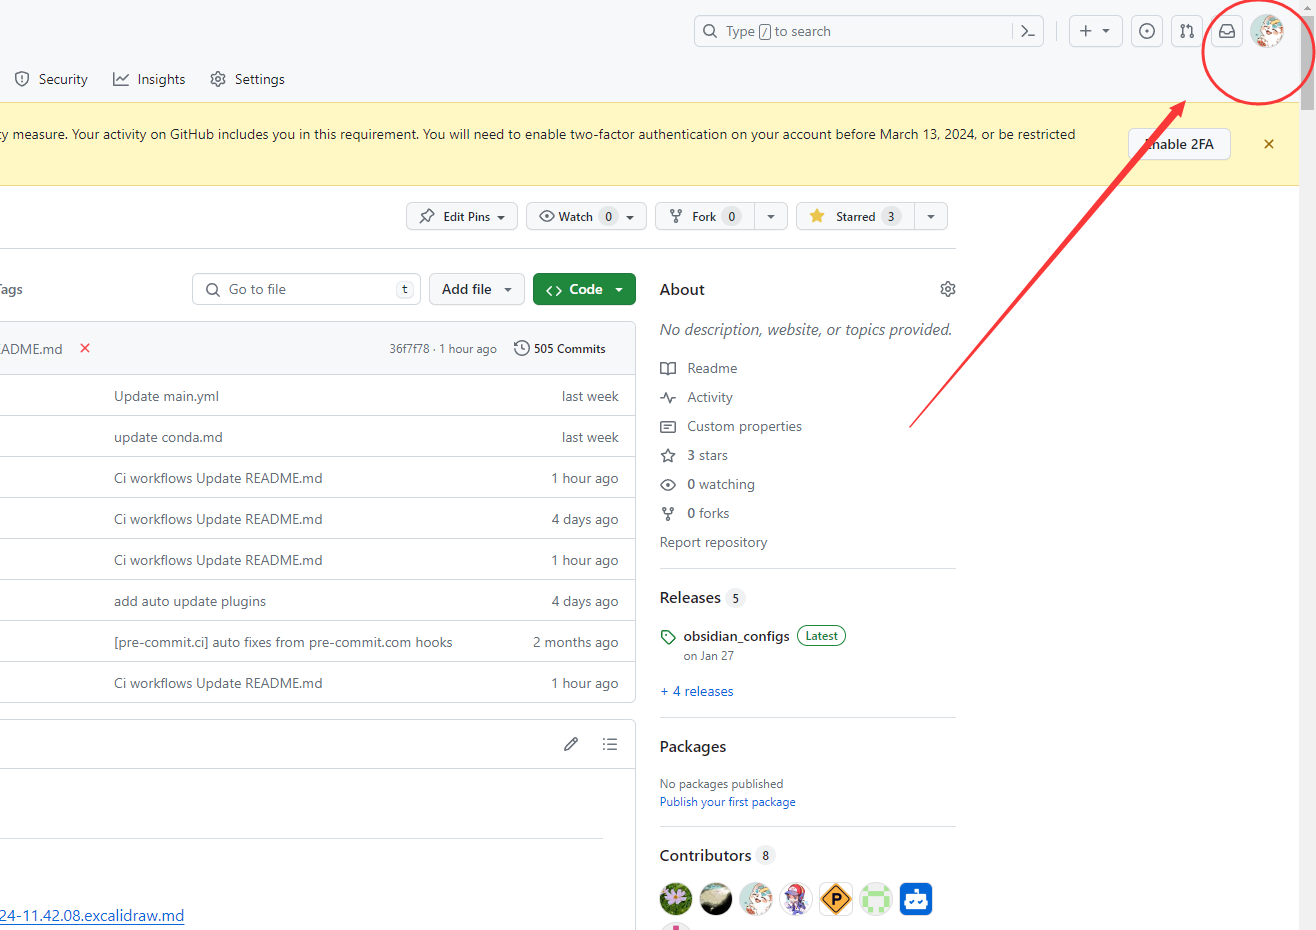 Type / to search
Security
Insights
Settings
ty measure. Your activity on GitHub includes you in this requirement. You will need to enable two-factor authentication on your account before March 13, 2024, or be restricted
Enable 2FA
Edit Pins
Watch 0
Fork 0
Starred 3
Tags
Go to file
t
Add file
Code
About
No description, website, or topics provided.
EADME.md
36f7f78 · 1 hour ago
505 Commits
Update main.yml
last week
update conda.md
last week
Ci workflows Update README.md
1 hour ago
Ci workflows Update README.md
4 days ago
Ci workflows Update README.md
1 hour ago
add auto update plugins
4 days ago
[pre-commit.ci] auto fixes from pre-commit.com hooks
2 months ago
Ci workflows Update README.md
1 hour ago
Readme
Activity
Custom properties
3 stars
0 watching
0 forks
Report repository
Releases 5
obsidian_configs
Latest
on Jan 27
+ 4 releases
Packages
No packages published
Publish your first package
Contributors 8
P
24-11.42.08.excalidraw.md